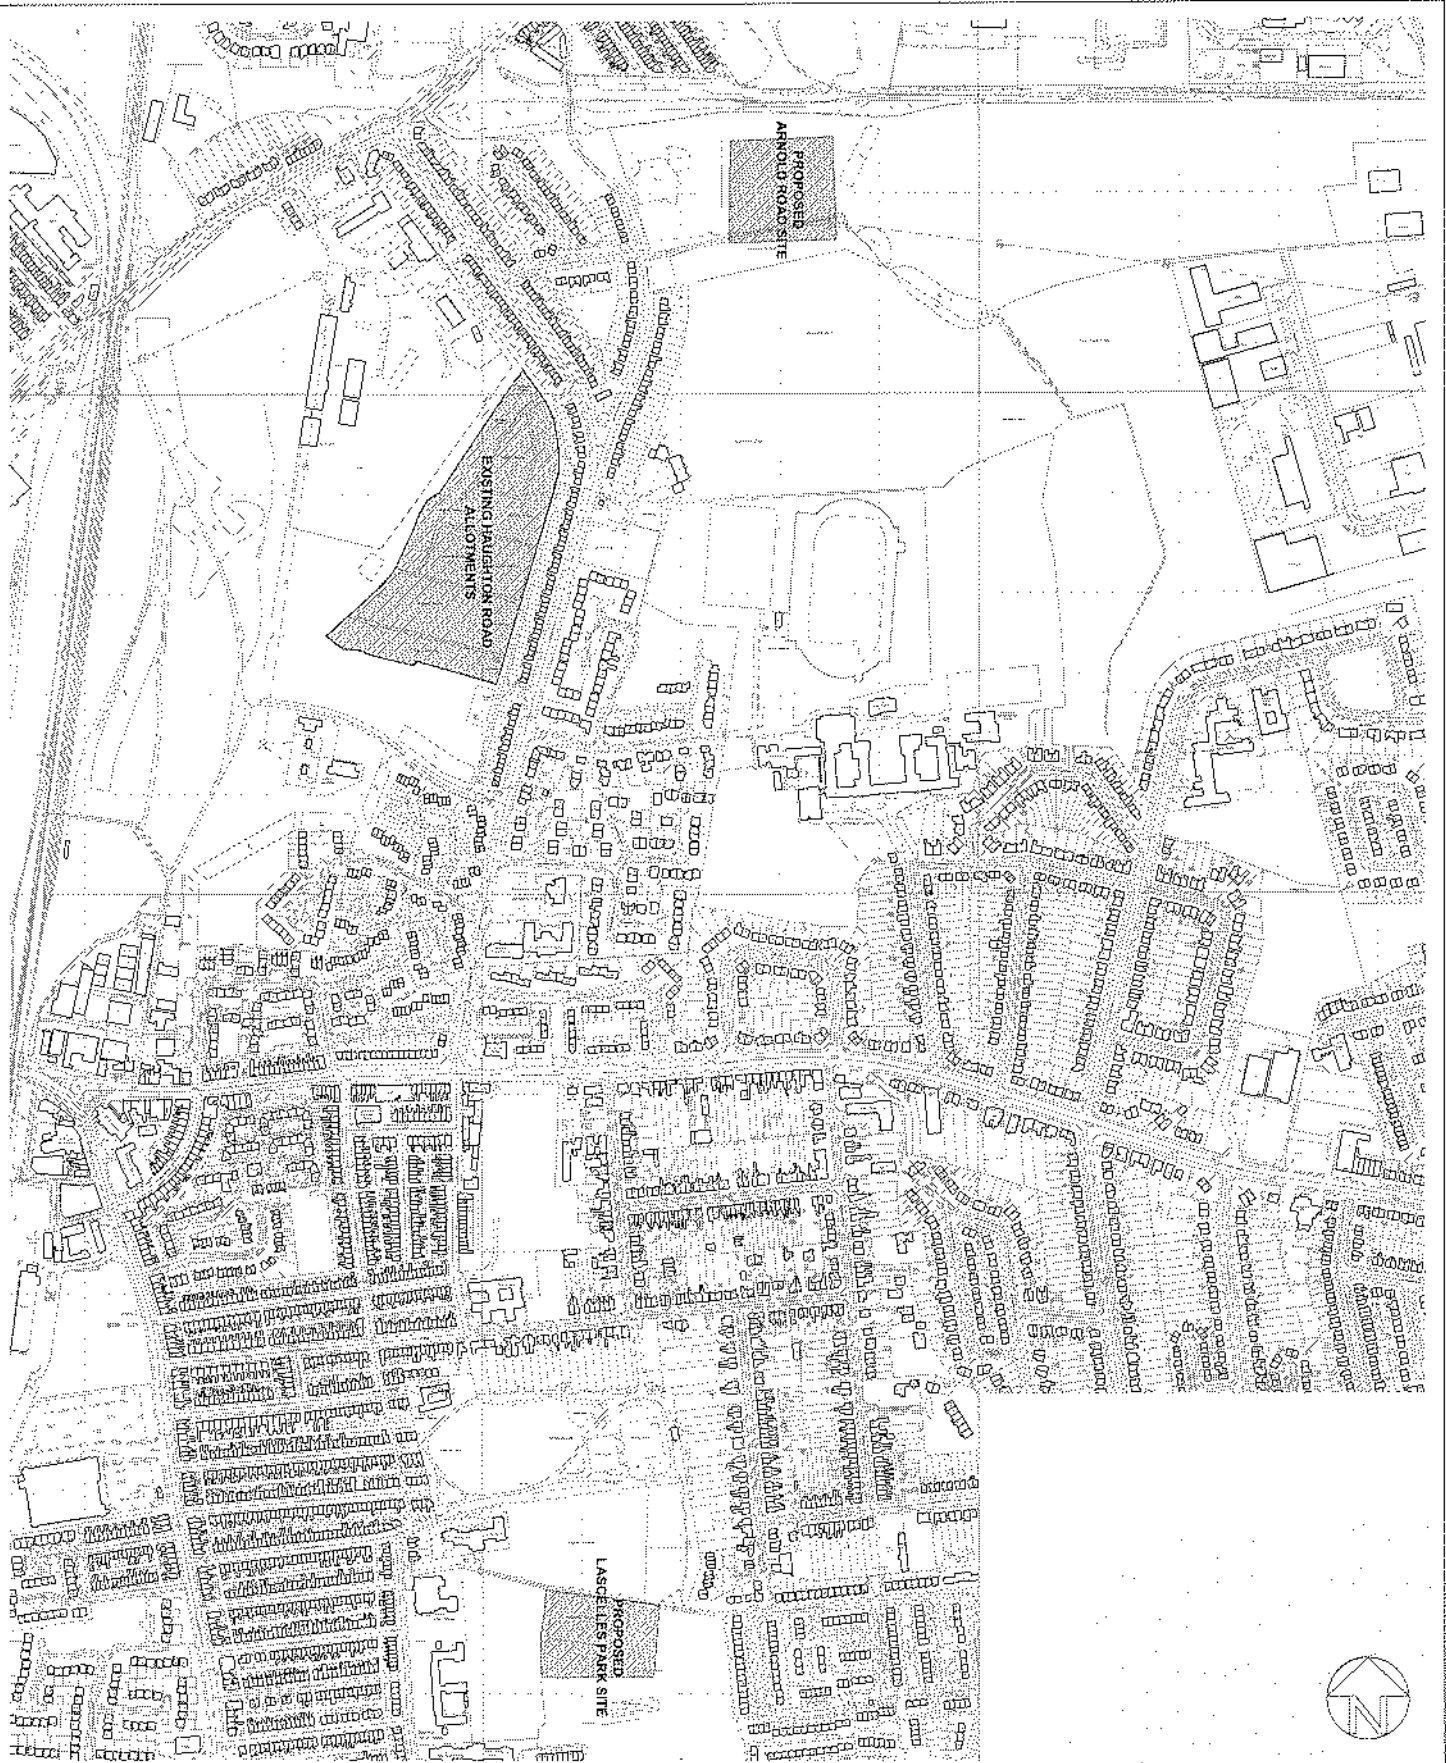 PROPOSED
ARNOLD ROAD SITE
EXISTING HAUGHTON ROAD
ALLOTMENTS
PROPOSED
LASCELLES PARK SITE
N